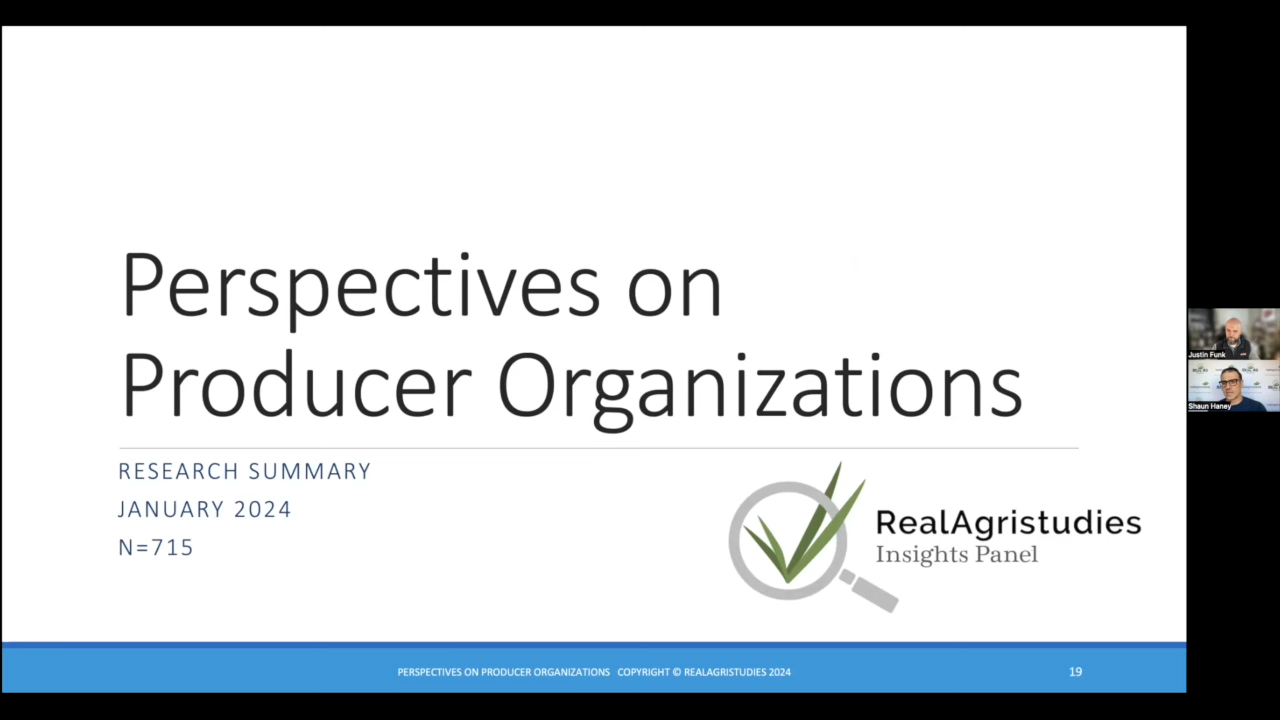 Perspectives on
Producer Organizations
RESEARCH SUMMARY
JANUARY 2024
N=715
RealAgristudies
Insights Panel
PERSPECTIVES ON PRODUCER ORGANIZATIONS COPYRIGHT © REALAGRISTUDIES 2024
19
Justin Funk
Shaun Haney